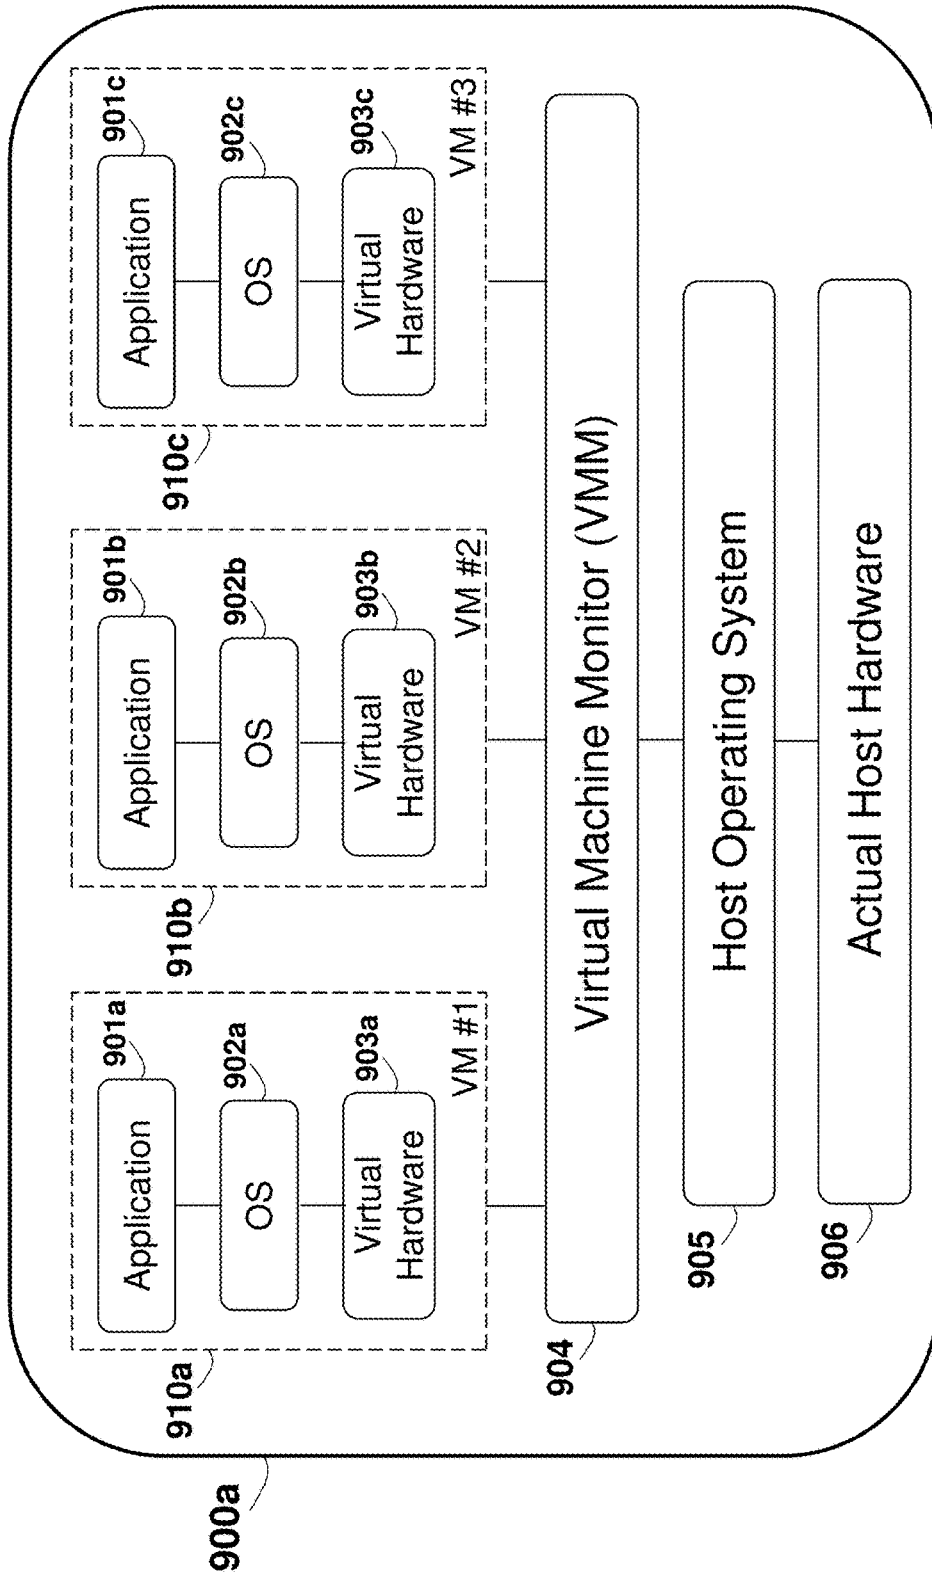 900a
910a
901a
Application
902a
OS
903a
Virtual
Hardware
VM #1
910b
901b
Application
902b
OS
903b
Virtual
Hardware
VM #2
910c
901c
Application
902c
OS
903c
Virtual
Hardware
VM #3
904
Virtual Machine Monitor (VMM)
905
Host Operating System
906
Actual Host Hardware